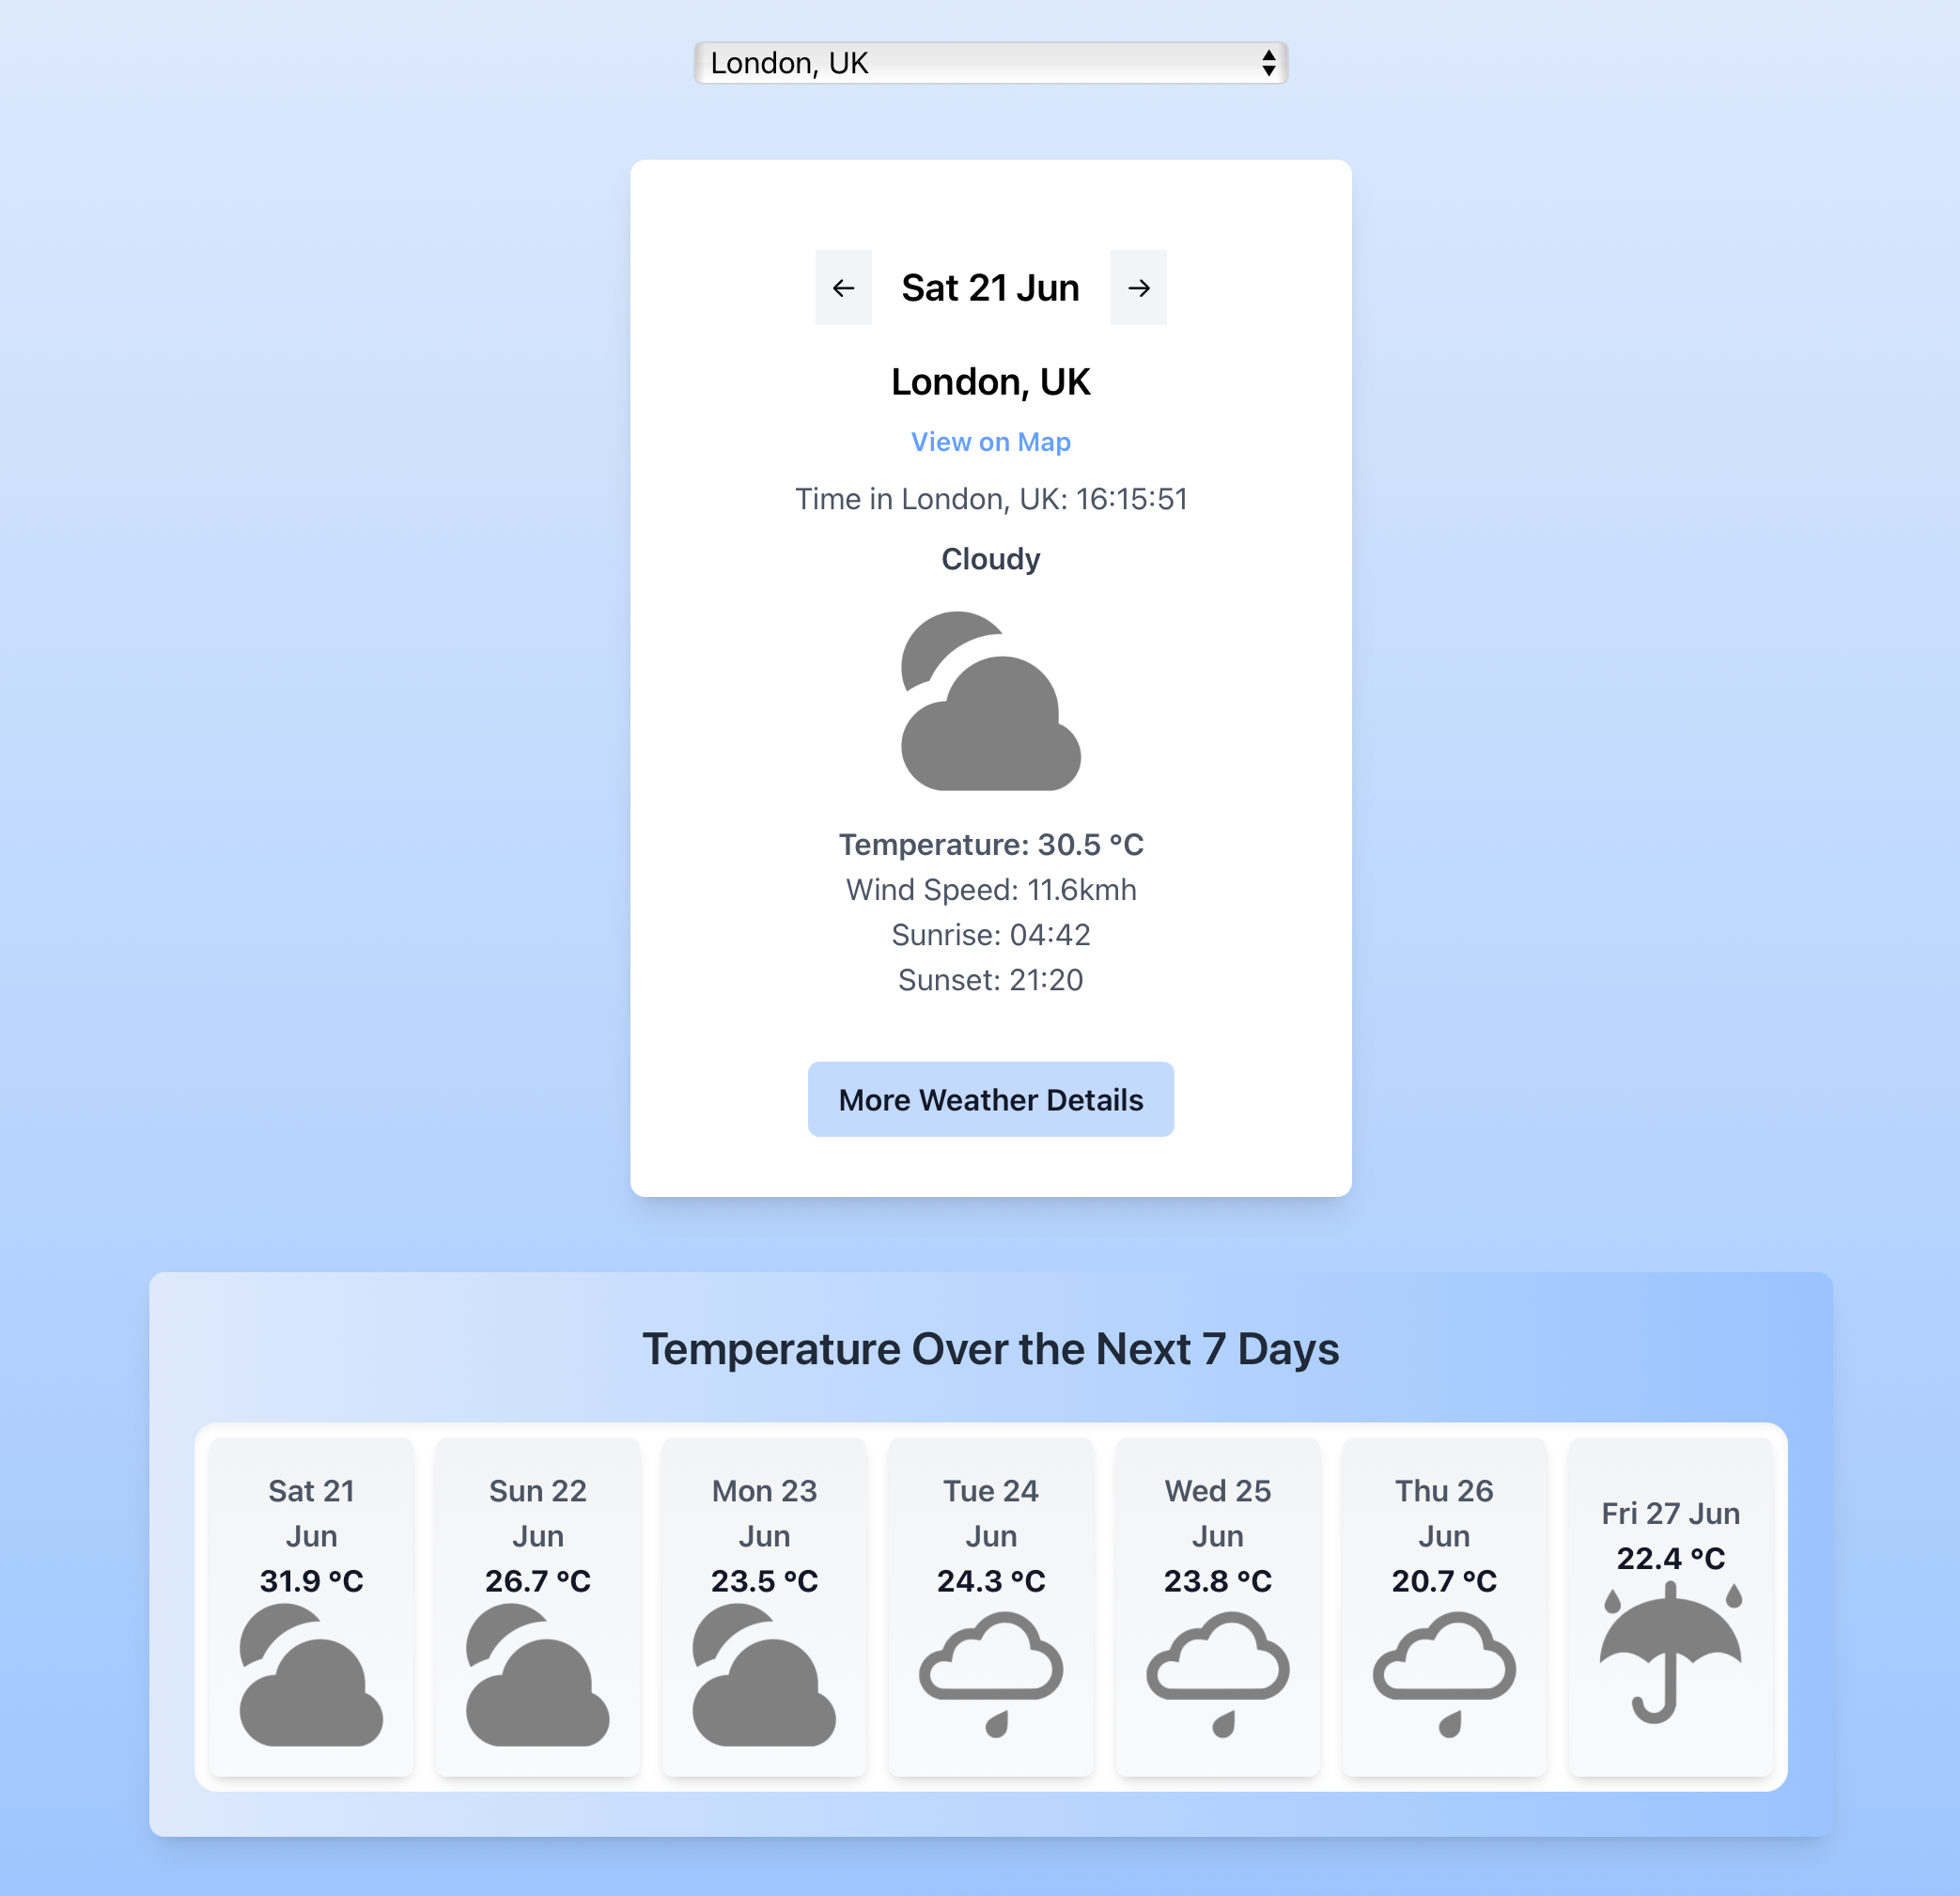 London, UK
Sat 21 Jun
London, UK
View on Map
Time in London, UK: 16:15:51
Cloudy
Temperature: 30.5 °C
Wind Speed: 11.6kmh
Sunrise: 04:42
Sunset: 21:20
More Weather Details
Temperature Over the Next 7 Days
Sat 21
Jun
31.9 °C
Sun 22
Jun
26.7 °C
Mon 23
Jun
23.5 °C
Tue 24
Jun
24.3 °C
Wed 25
Jun
23.8 °C
Thu 26
Jun
20.7 °C
Fri 27 Jun
22.4 °C